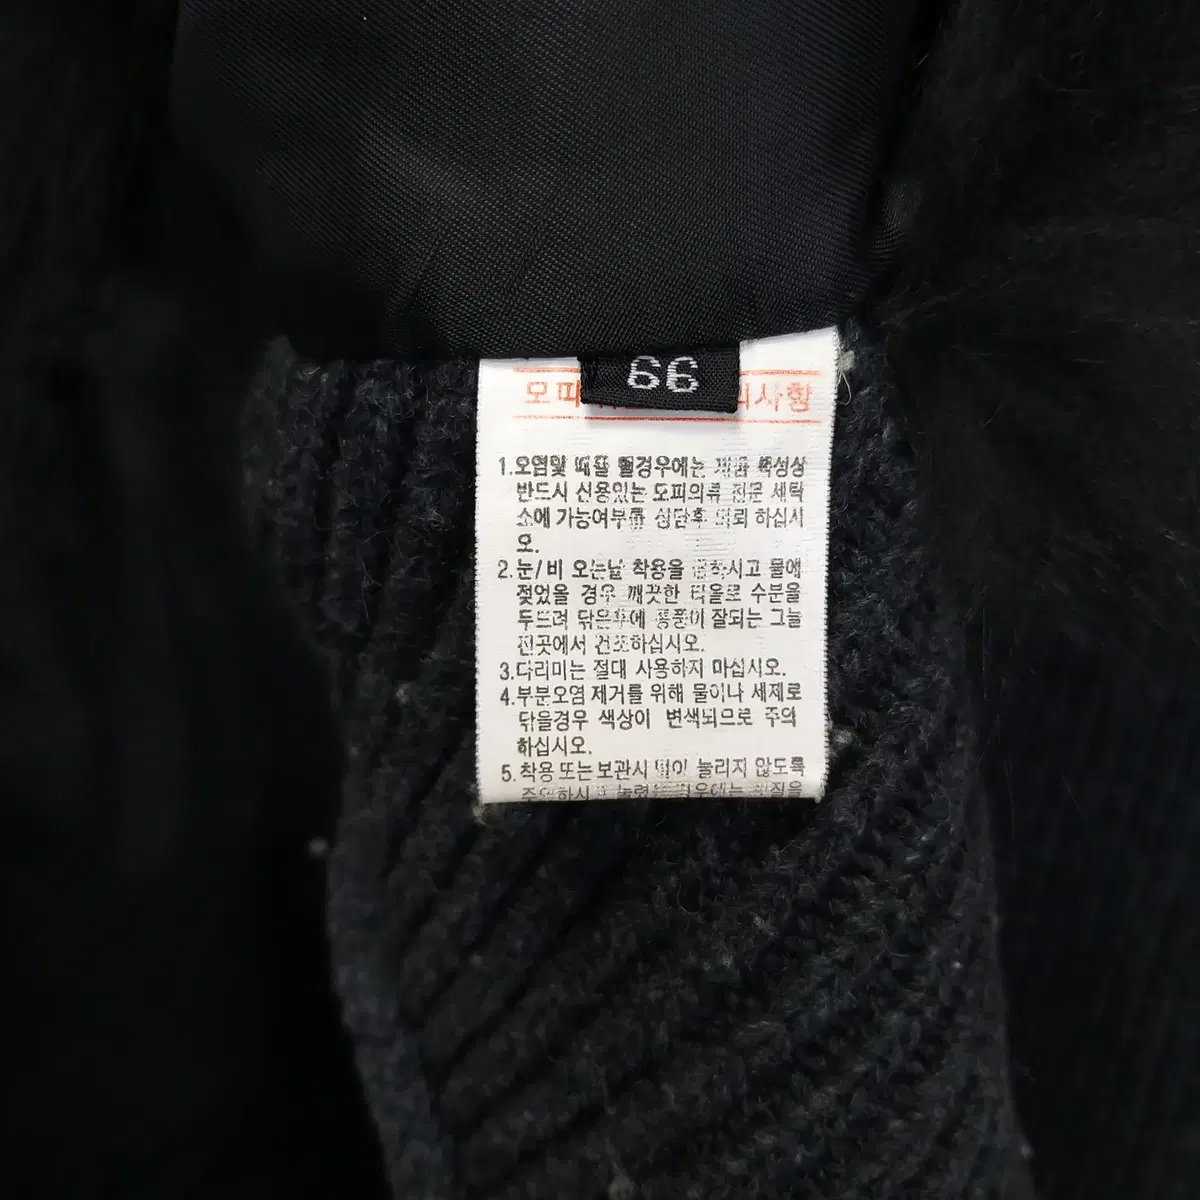 66
모피 의사항
1.오염및 때를 뺄경우에는 제품 특성상
반드시 신용있는 모피의류 전문 세탁
소에 가능여부를 상담후 의뢰 하십시
오.
2.눈/비 오는날 착용을 금하시고 물에
젖었을 경우 깨끗한 타올로 수분을
두드려 닦은후에 통풍이 잘되는 그늘
진곳에서 건조하십시오.
3.다리미는 절대 사용하지 마십시오.
4.부분오염 제거를 위해 물이나 세제로
닦을경우 색상이 변색되므로 주의
하십시오.
5.착용 또는 보관시 털이 눌리지 않도록